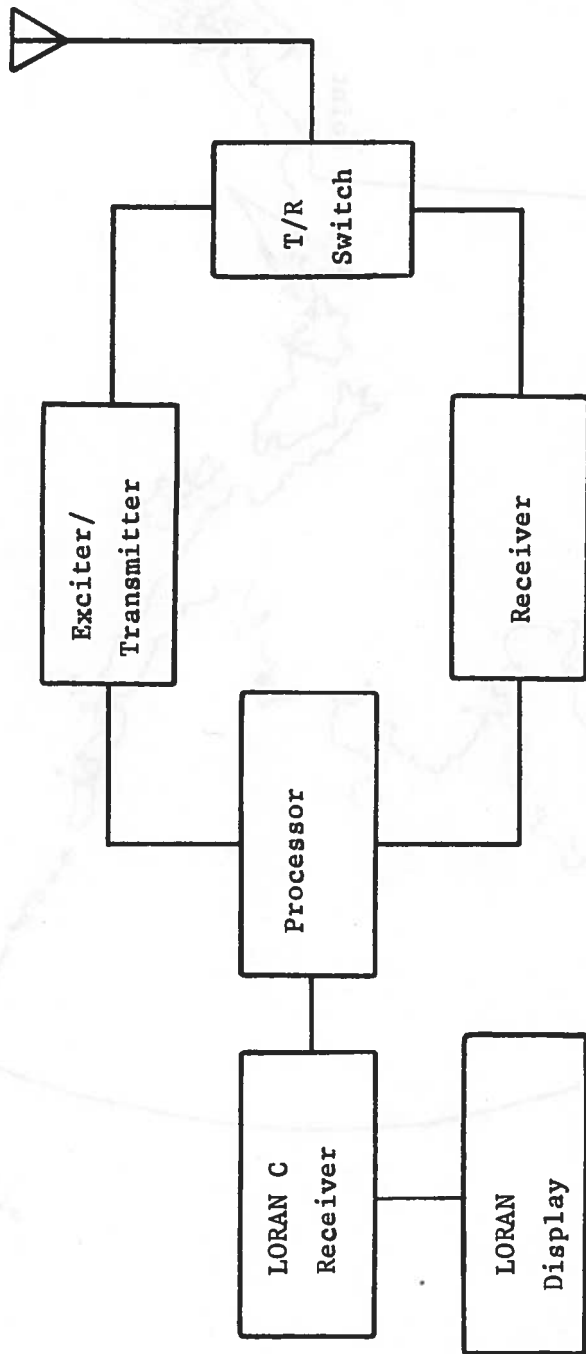 T/R
Switch
Exciter/
Transmitter
Receiver
Processor
LORAN C
Receiver
LORAN
Display